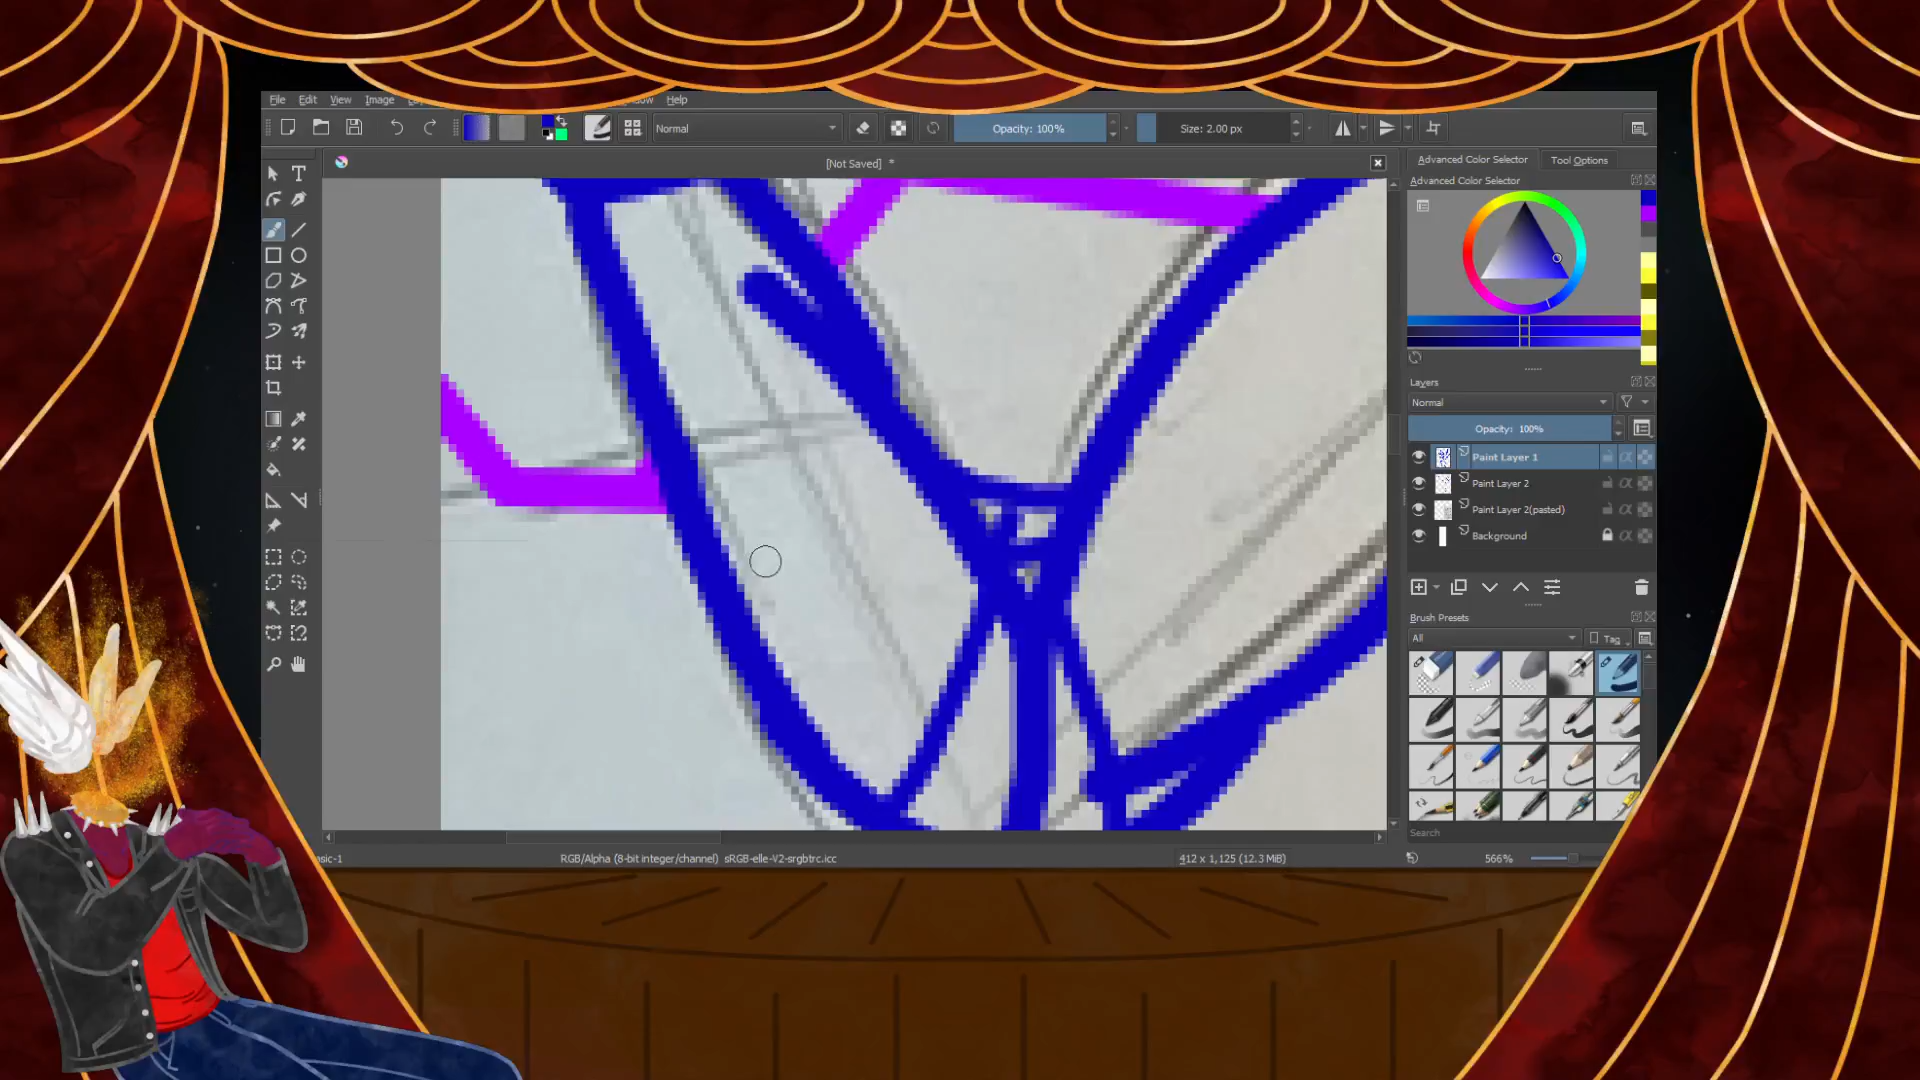 File Edit View Image Help
Normal
Opacity: 100%
Size: 2.00 px
[Not Saved] *
Advanced Color Selector
Tool Options
Advanced Color Selector
Layers
Normal
Opacity: 100%
Paint Layer 1
Paint Layer 2
Paint Layer 2(pasted)
Background
Brush Presets
All
Tag
Search
asic-1
RGB/Alpha (8-bit integer/channel) sRGB-elle-V2-srgbtrc.icc
412 x 1,125 (12.3 MiB)
566%